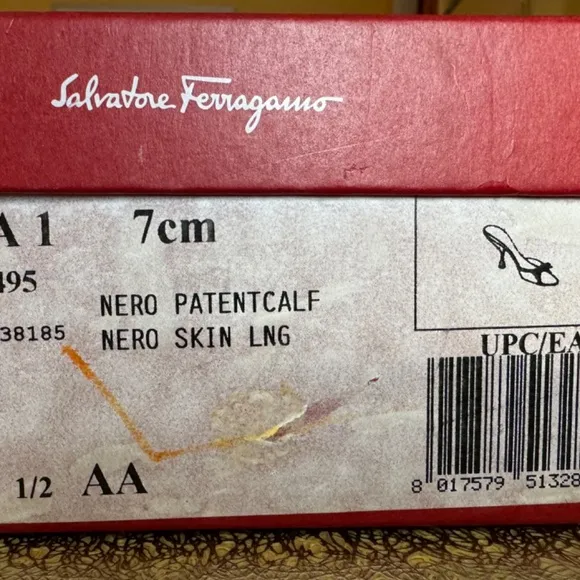 Salvatore Ferragamo
A 1 7cm
495
NERO PATENTCALF
38185 NERO SKIN LNG
UPC/EA
1/2 AA
8 017579 51328